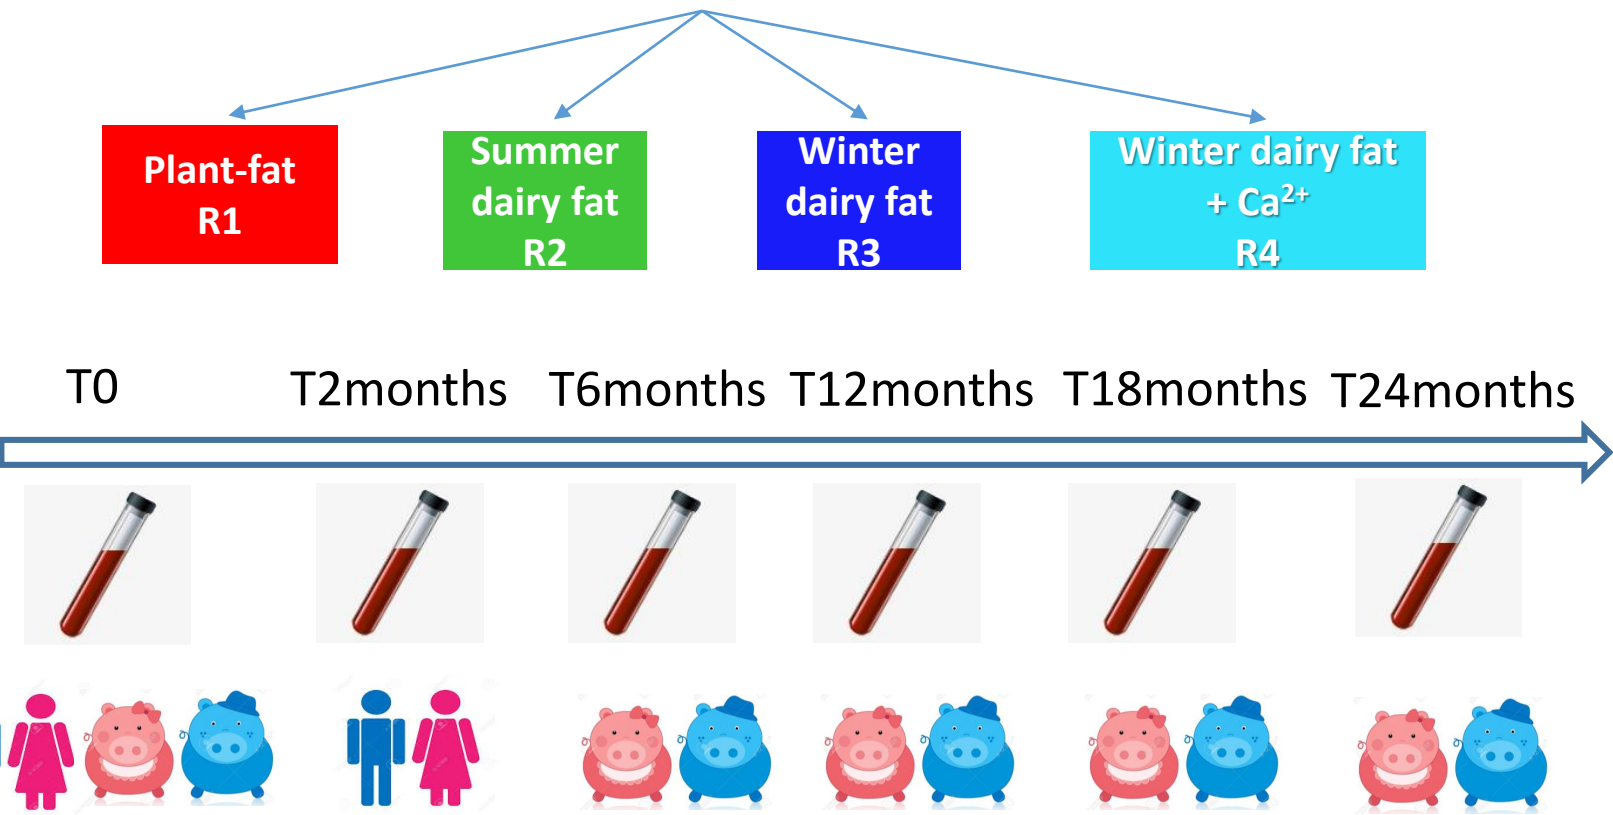 Plant-fat
R1
Summer
dairy fat
R2
Winter
dairy fat
R3
Winter dairy fat
+ Ca²⁺
R4
T0
T2months
T6months
T12months
T18months
T24months